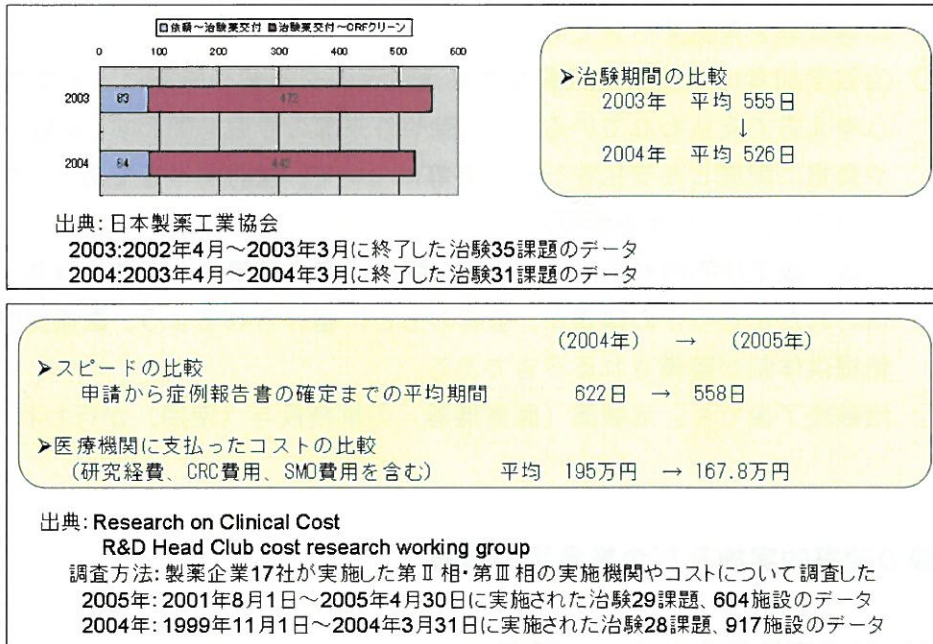 依頼～治験薬交付 治験薬交付～CRFクリーン
0 100 200 300 400 500 600
2003 83 472
2004 84 442
➤治験期間の比較
2003年 平均 555日
↓
2004年 平均 526日
出典: 日本製薬工業協会
2003:2002年4月～2003年3月に終了した治験35課題のデータ
2004:2003年4月～2004年3月に終了した治験31課題のデータ
(2004年) → (2005年)
➤スピードの比較
申請から症例報告書の確定までの平均期間 622日 → 558日
➤医療機関に支払ったコストの比較
(研究経費、CRC費用、SMO費用を含む) 平均 195万円 → 167.8万円
出典: Research on Clinical Cost
R&D Head Club cost research working group
調査方法: 製薬企業17社が実施した第Ⅱ相・第Ⅲ相の実施機関やコストについて調査した
2005年: 2001年8月1日～2005年4月30日に実施された治験29課題、604施設のデータ
2004年: 1999年11月1日～2004年3月31日に実施された治験28課題、917施設のデータ